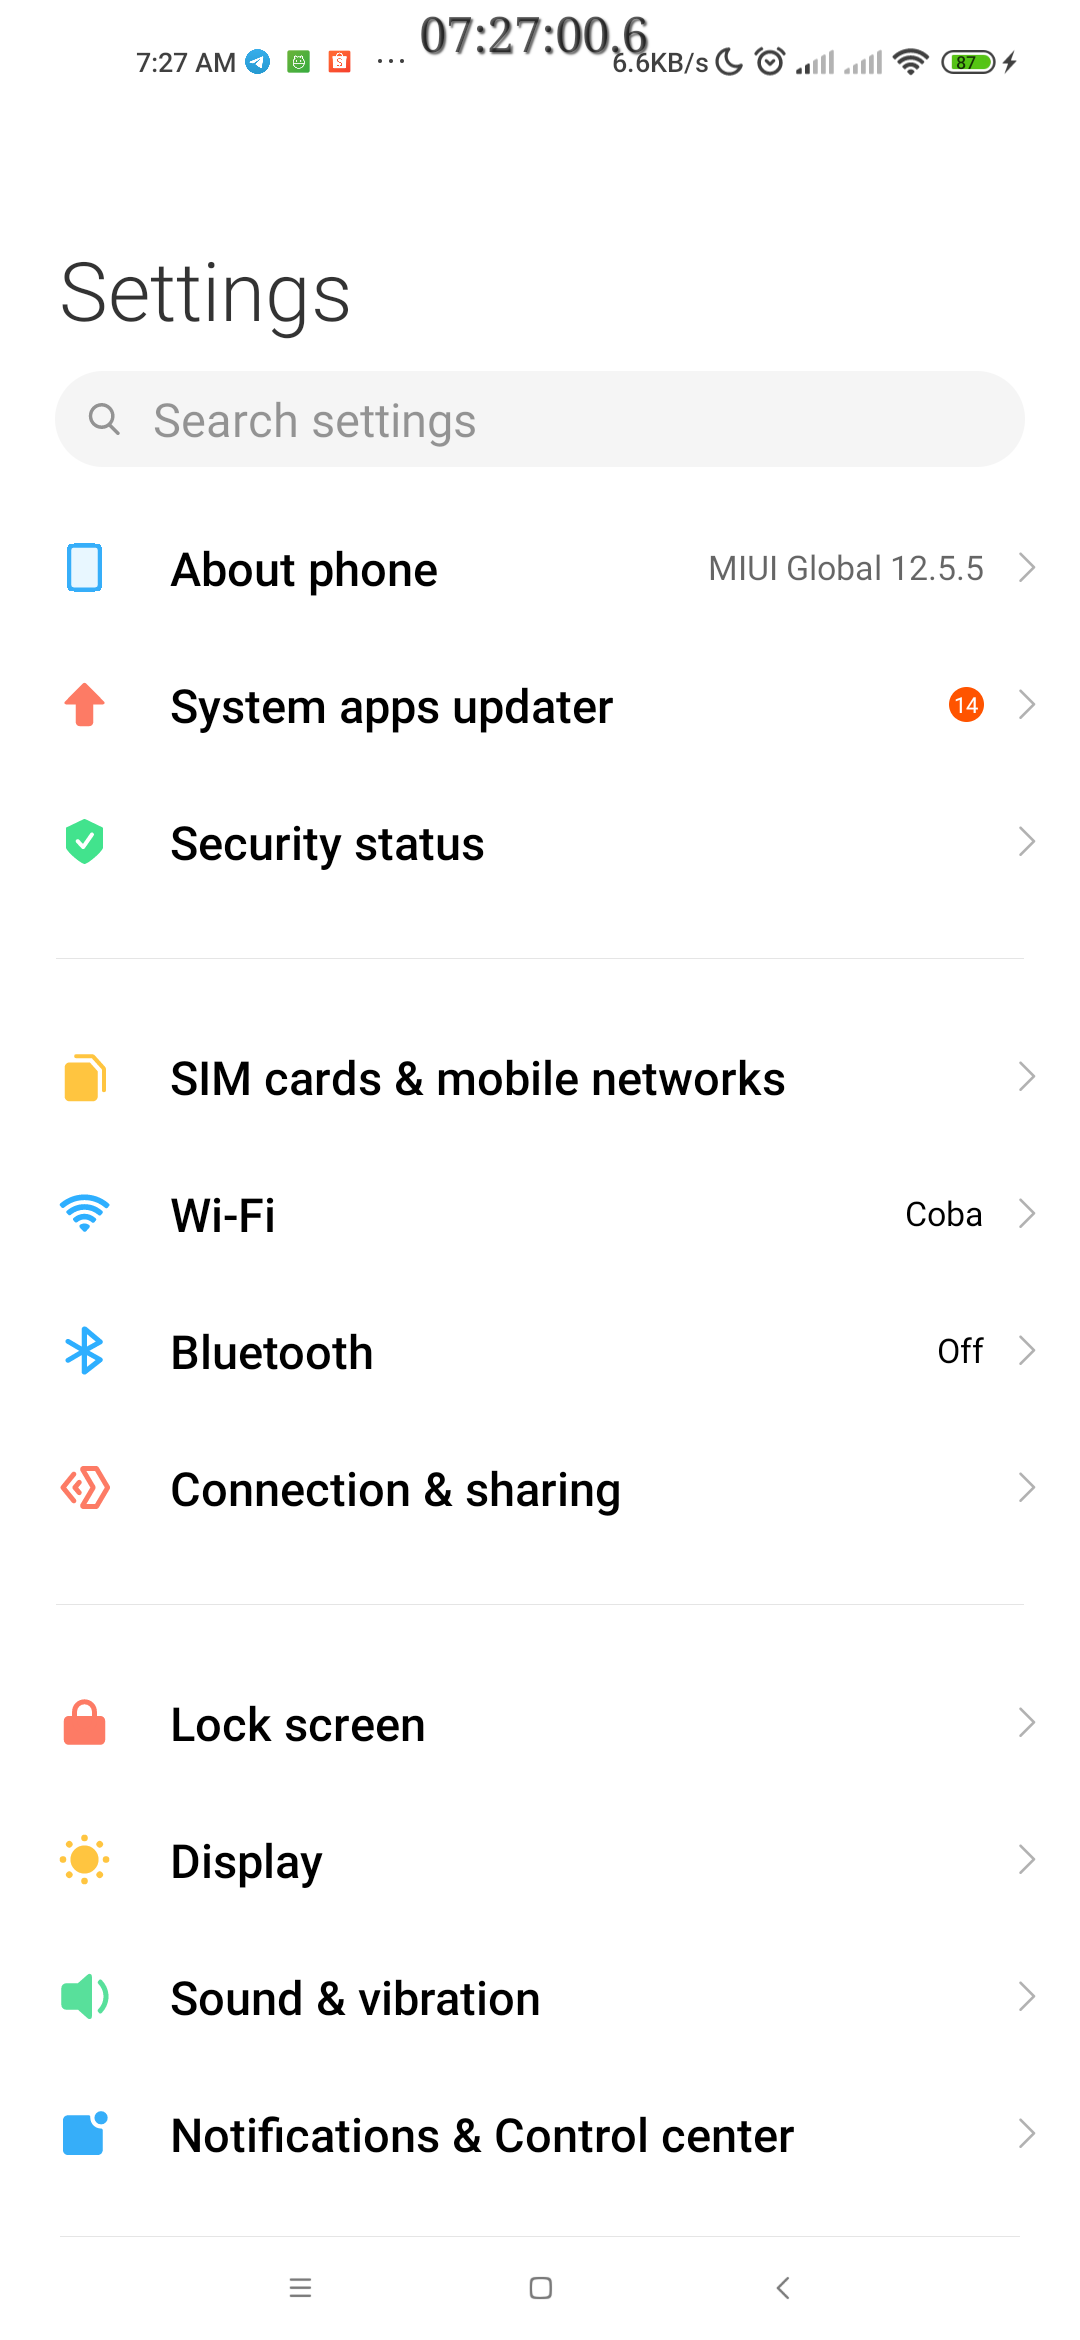 07:27:00.6
7:27 AM ... 6.6KB/s 87
Settings
Search settings
About phone MIUI Global 12.5.5
System apps updater 14
Security status
SIM cards & mobile networks
Wi-Fi Coba
Bluetooth Off
Connection & sharing
Lock screen
Display
Sound & vibration
Notifications & Control center